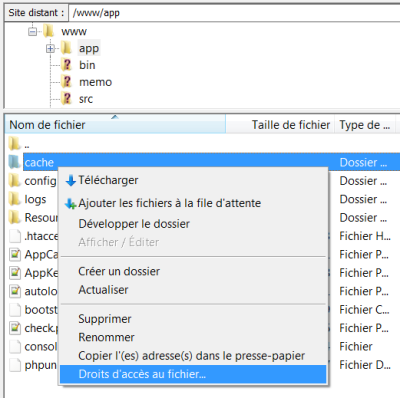 Site distant : /www/app
www
app
bin
memo
src
Nom de fichier Taille de fichier Type de ...
..
cache Dossier ...
config Dossier ...
logs Dossier ...
Resour Dossier ...
.htacce Fichier H...
AppCa Fichier P...
AppKe Fichier P...
autolo Fichier P...
bootst Fichier P...
check.p Fichier P...
consol Fichier
phpun Fichier D...
Télécharger
Ajouter les fichiers à la file d'attente
Développer le dossier
Afficher / Éditer
Créer un dossier
Actualiser
Supprimer
Renommer
Copier l'(es) adresse(s) dans le presse-papier
Droits d'accès au fichier...